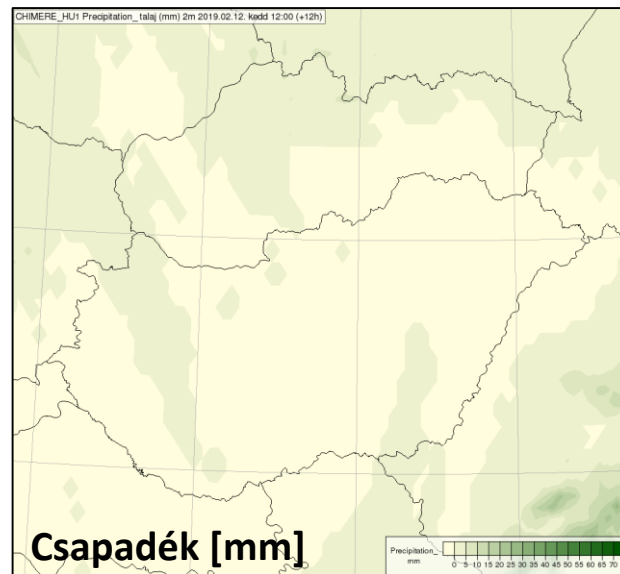 CHIMERE_HU1 Precipitation_ talaj (mm) 2m 2019.02.12. kedd 12:00 (+12h)
Csapadék [mm]
Precipitation_
mm
0 5 10 15 20 25 30 35 40 45 50 55 60 65 70